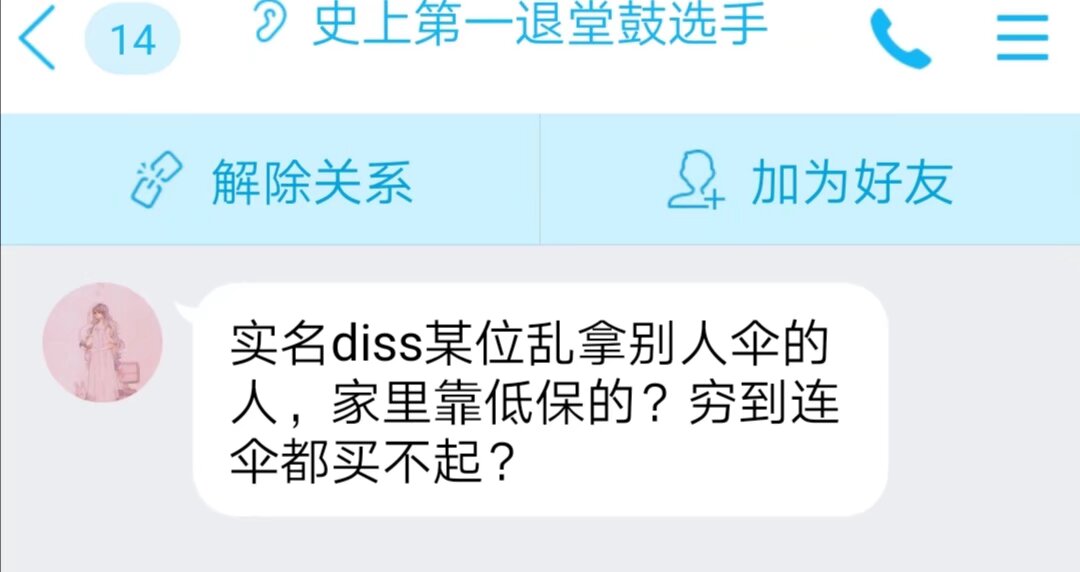 14
史上第一退堂鼓选手
解除关系
加为好友
实名diss某位乱拿别人伞的
人，家里靠低保的？穷到连
伞都买不起？